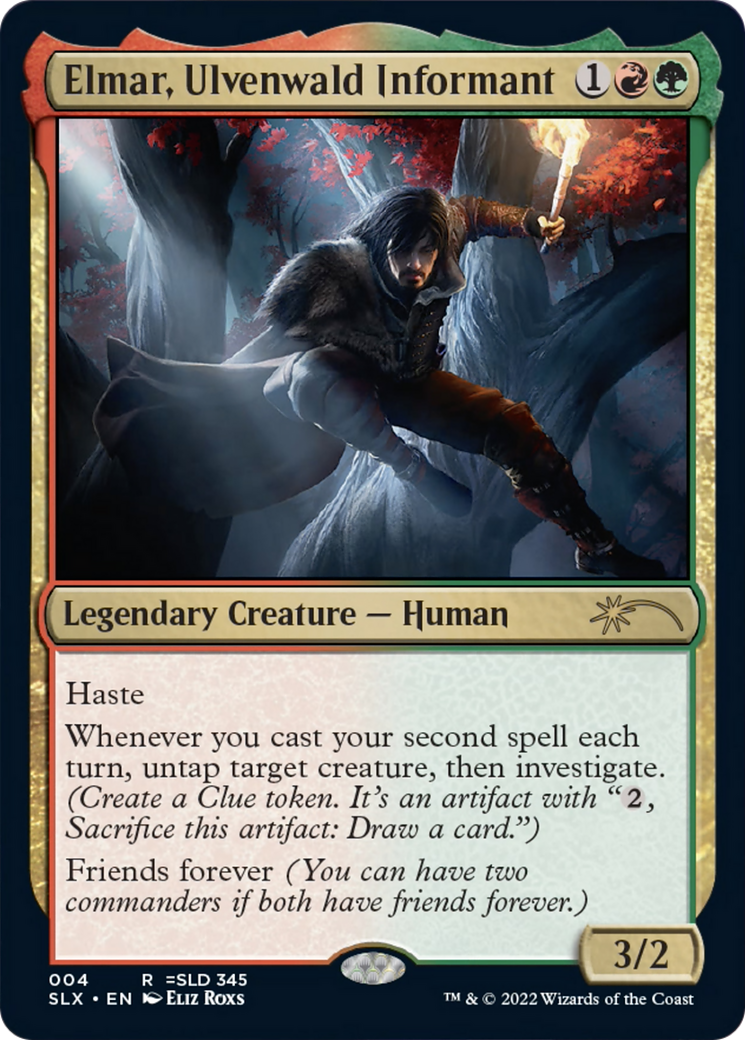 Elmar, Ulvenwald Informant 1
Legendary Creature — Human
Haste
Whenever you cast your second spell each
turn, untap target creature, then investigate.
(Create a Clue token. It's an artifact with “2,
Sacrifice this artifact: Draw a card.”)
Friends forever (You can have two
commanders if both have friends forever.)
3/2
004 R =SLD 345
SLX • EN Eliz Roxs
™ & © 2022 Wizards of the Coast